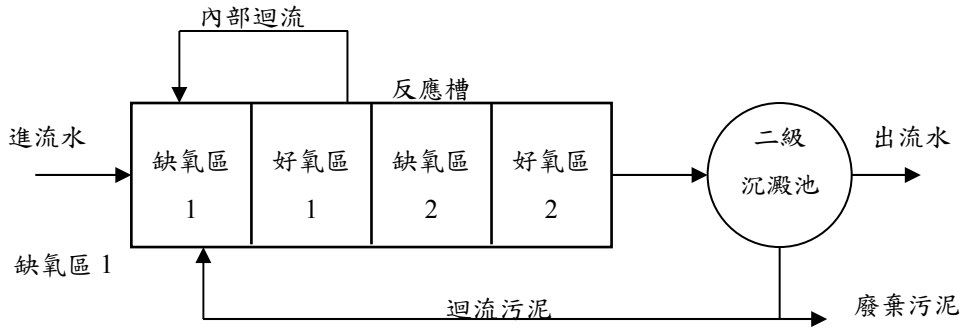 內部迴流
反應槽
進流水
缺氧區
1
好氧區
1
缺氧區
2
好氧區
2
二級
沉澱池
出流水
缺氧區 1
迴流污泥
廢棄污泥